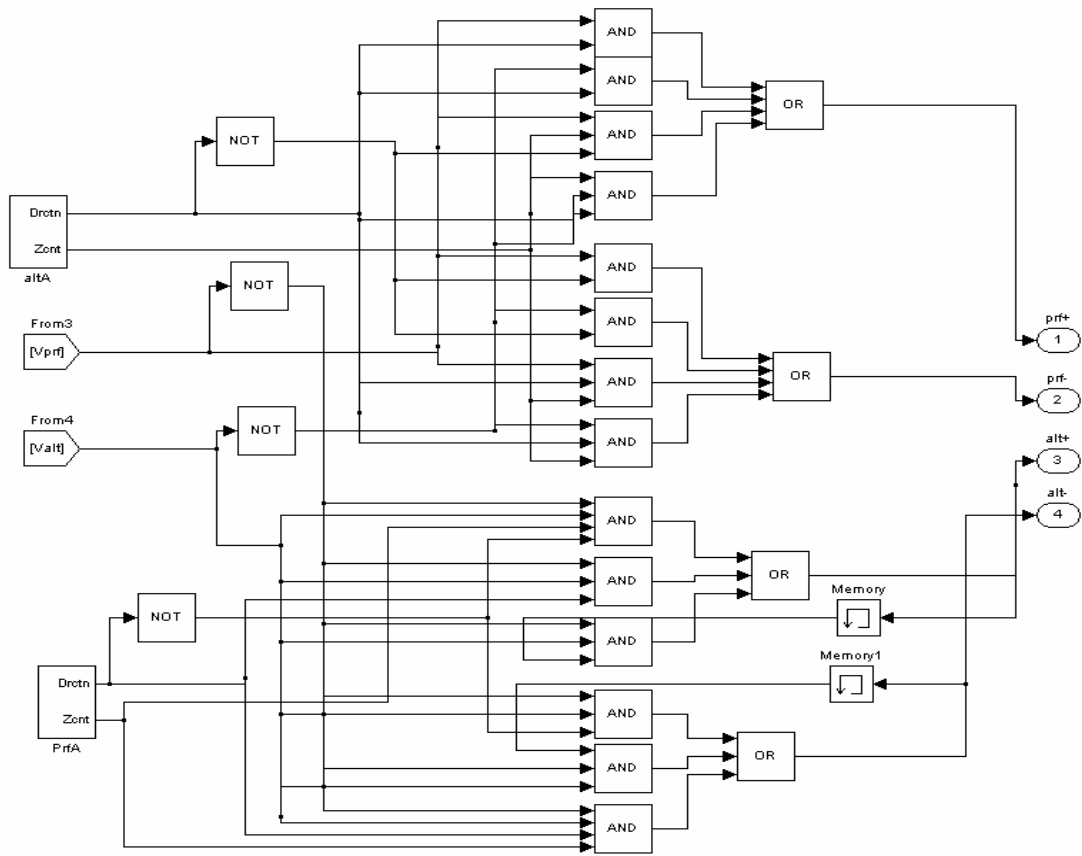 AND
AND
OR
AND
NOT
AND
Drctn
Zcnt
altA
AND
NOT
From3
[Vprf]
AND
prf+
1
AND
OR
prf-
2
From4
[Valt]
NOT
AND
alt+
3
alt-
4
AND
AND
OR
Memory
NOT
AND
Memory1
Drctn
Zcnt
PrfA
AND
AND
OR
AND